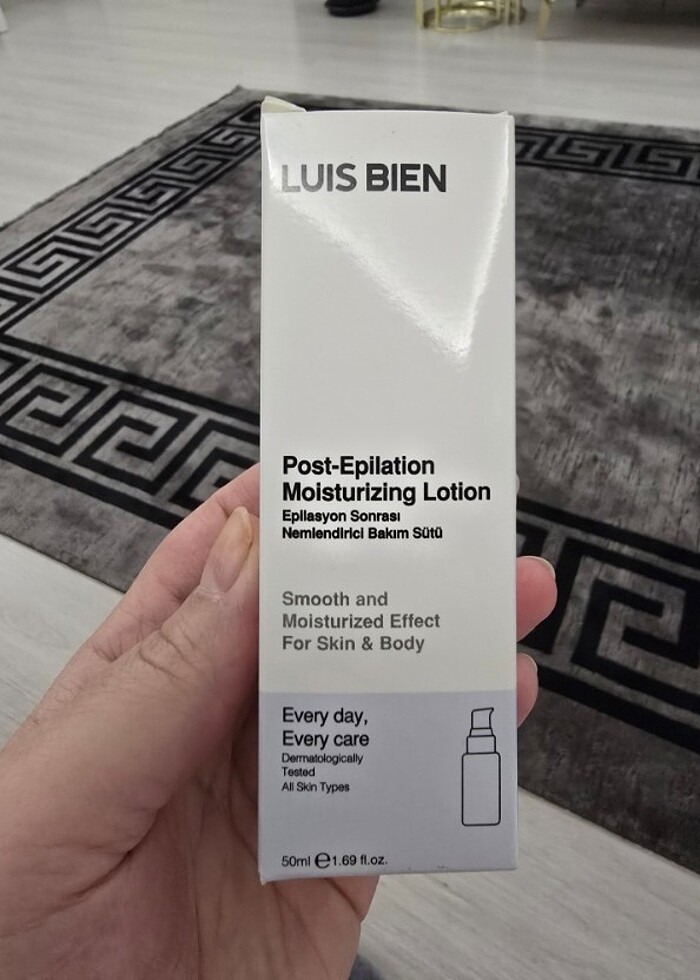 LUIS BIEN
Post-Epilation
Moisturizing Lotion
Epilasyon Sonrası
Nemlendirici Bakım Sütü
Smooth and
Moisturized Effect
For Skin & Body
Every day,
Every care
Dermatologically
Tested
All Skin Types
50ml ℮1.69 fl.oz.